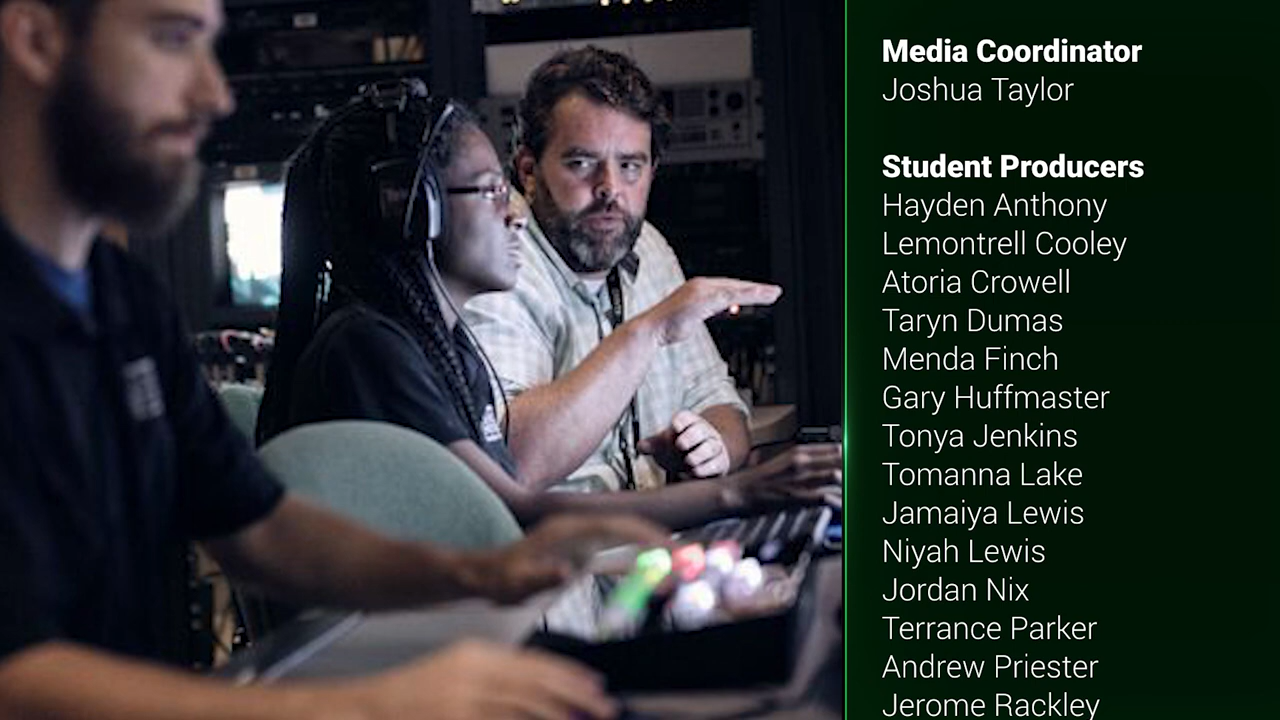 Media Coordinator
Joshua Taylor
Student Producers
Hayden Anthony
Lemontrell Cooley
Atoria Crowell
Taryn Dumas
Menda Finch
Gary Huffmaster
Tonya Jenkins
Tomanna Lake
Jamaiya Lewis
Niyah Lewis
Jordan Nix
Terrance Parker
Andrew Priester
Jerome Rackley